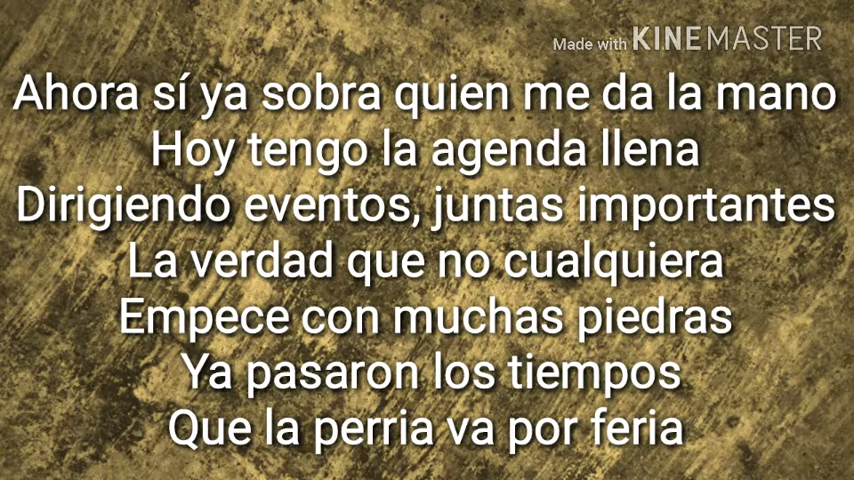 Made with KINEMASTER
Ahora sí ya sobra quien me da la mano
Hoy tengo la agenda llena
Dirigiendo eventos, juntas importantes
La verdad que no cualquiera
Empece con muchas piedras
Ya pasaron los tiempos
Que la perria va por feria